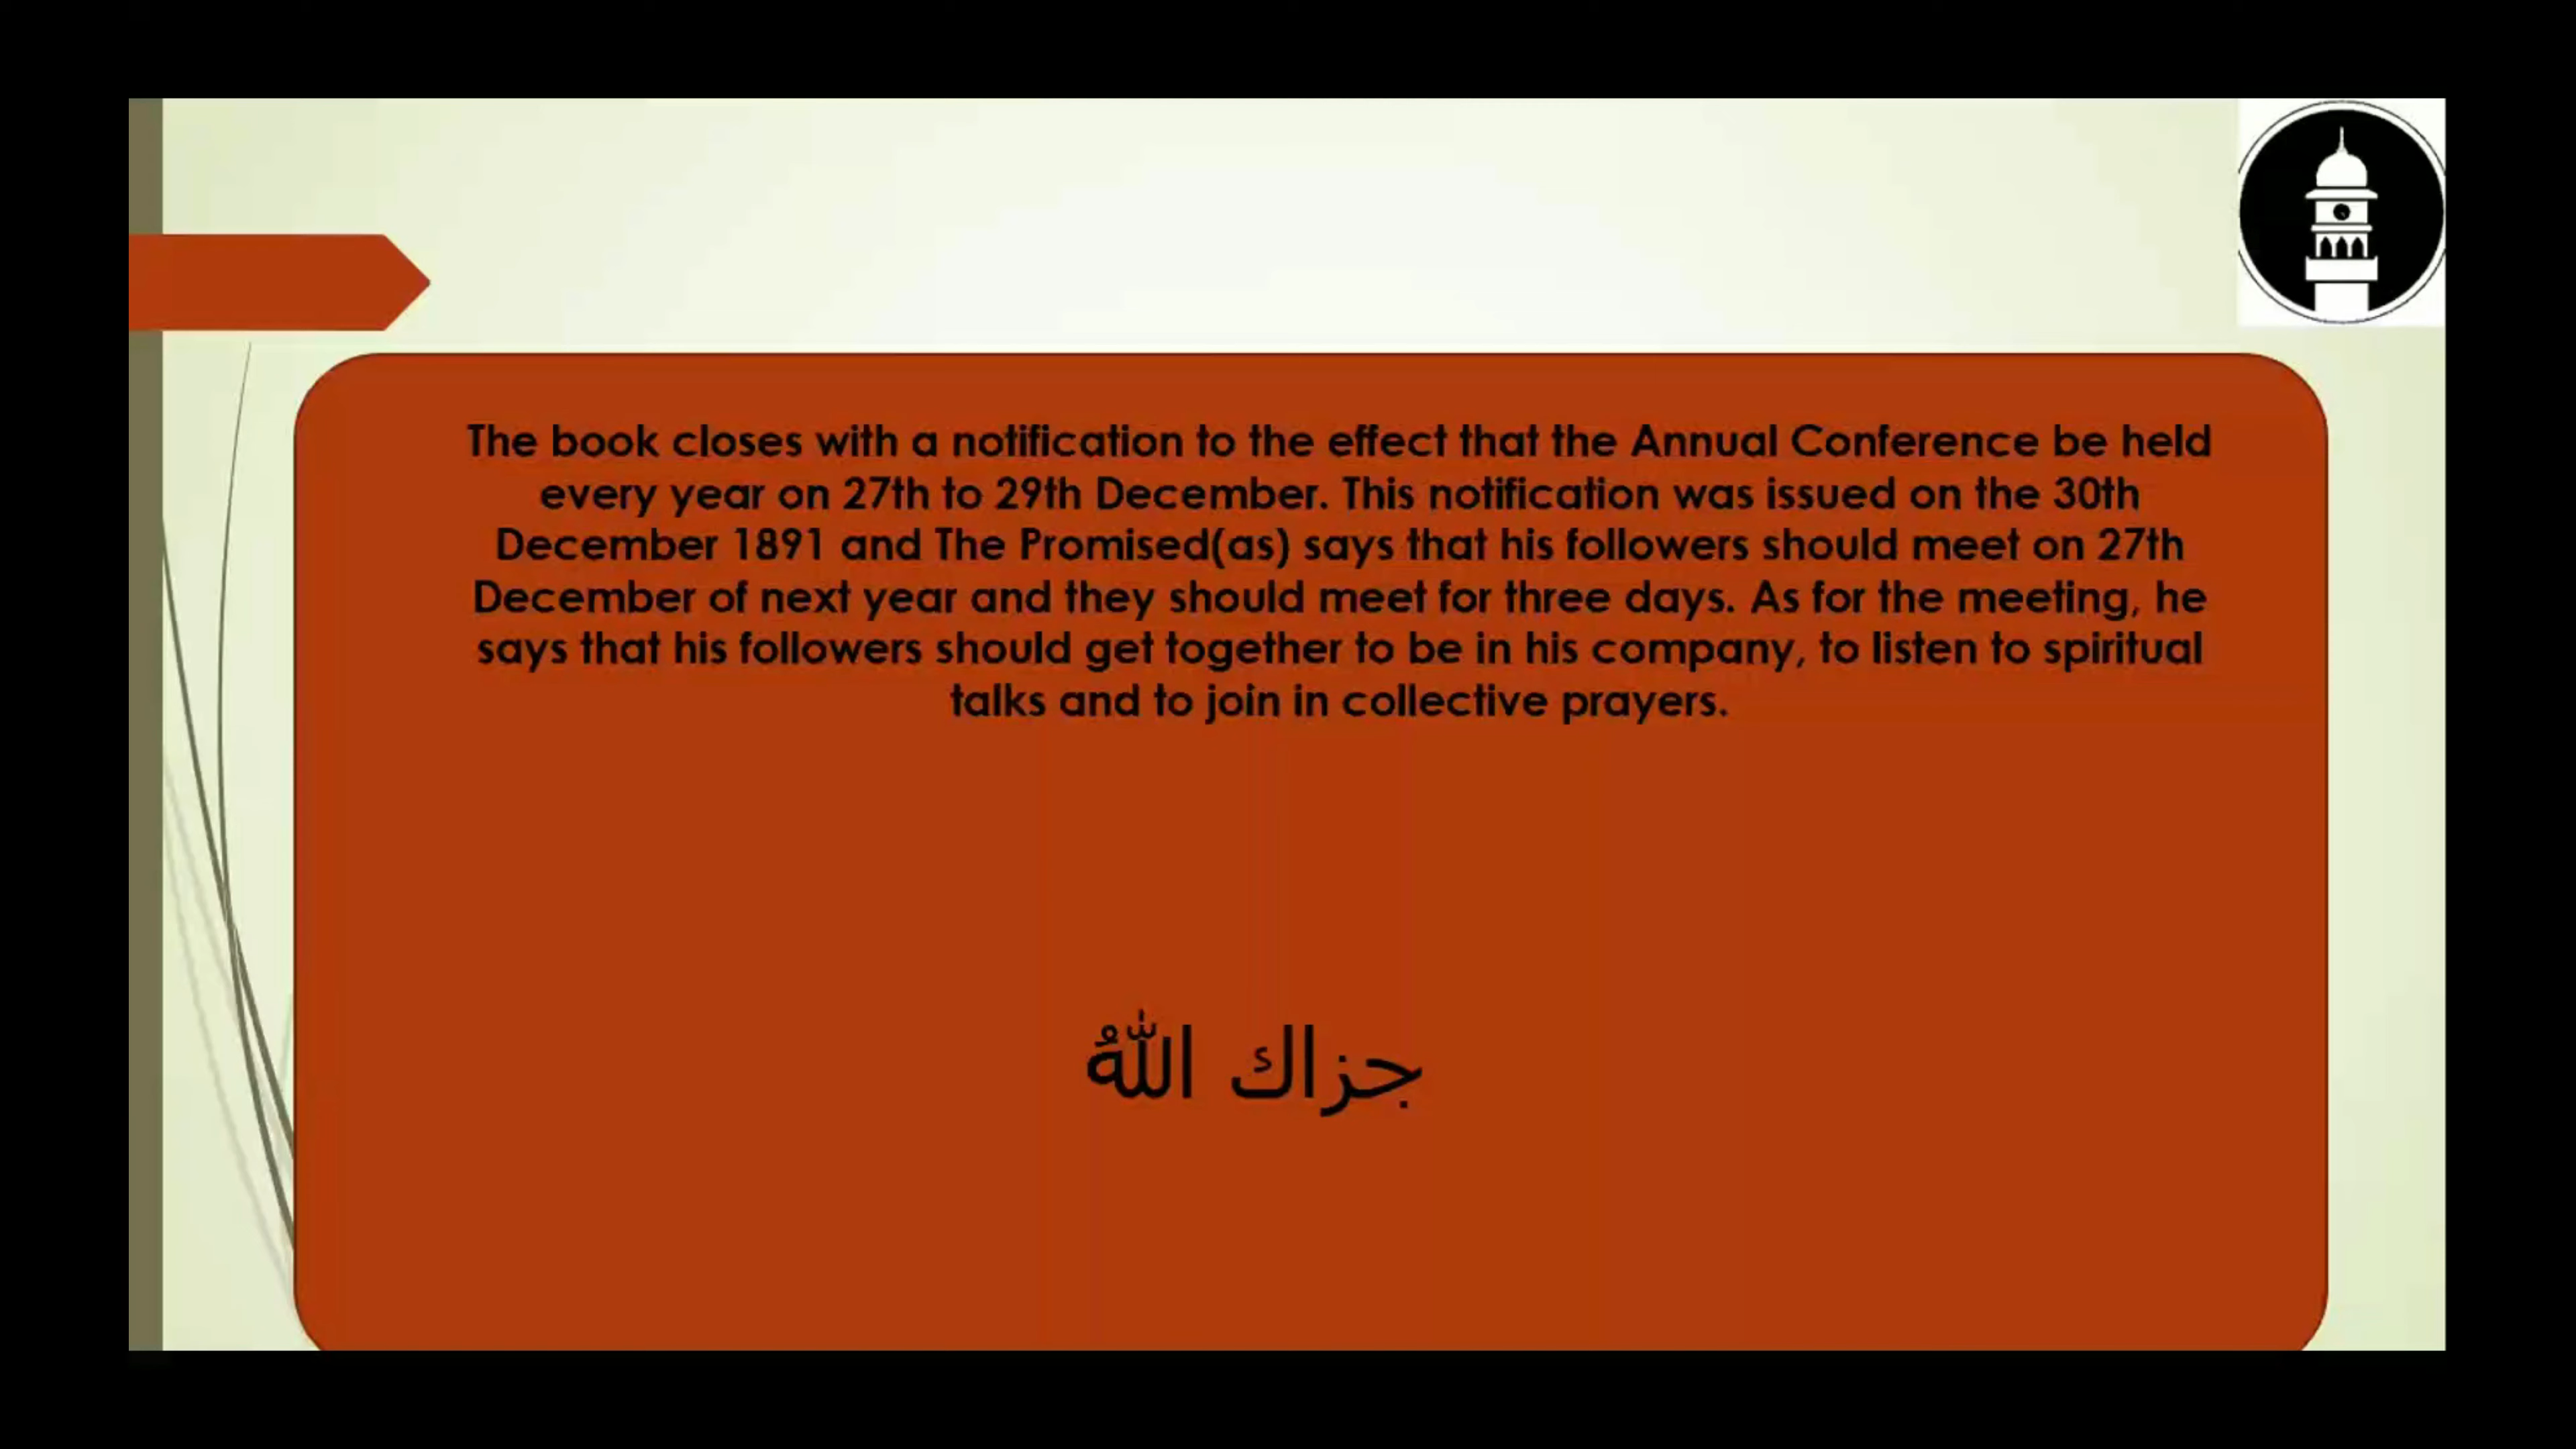 The book closes with a notification to the effect that the Annual Conference be held
every year on 27th to 29th December. This notification was issued on the 30th
December 1891 and The Promised(as) says that his followers should meet on 27th
December of next year and they should meet for three days. As for the meeting, he
says that his followers should get together to be in his company, to listen to spiritual
talks and to join in collective prayers.
جزاك اللهُ